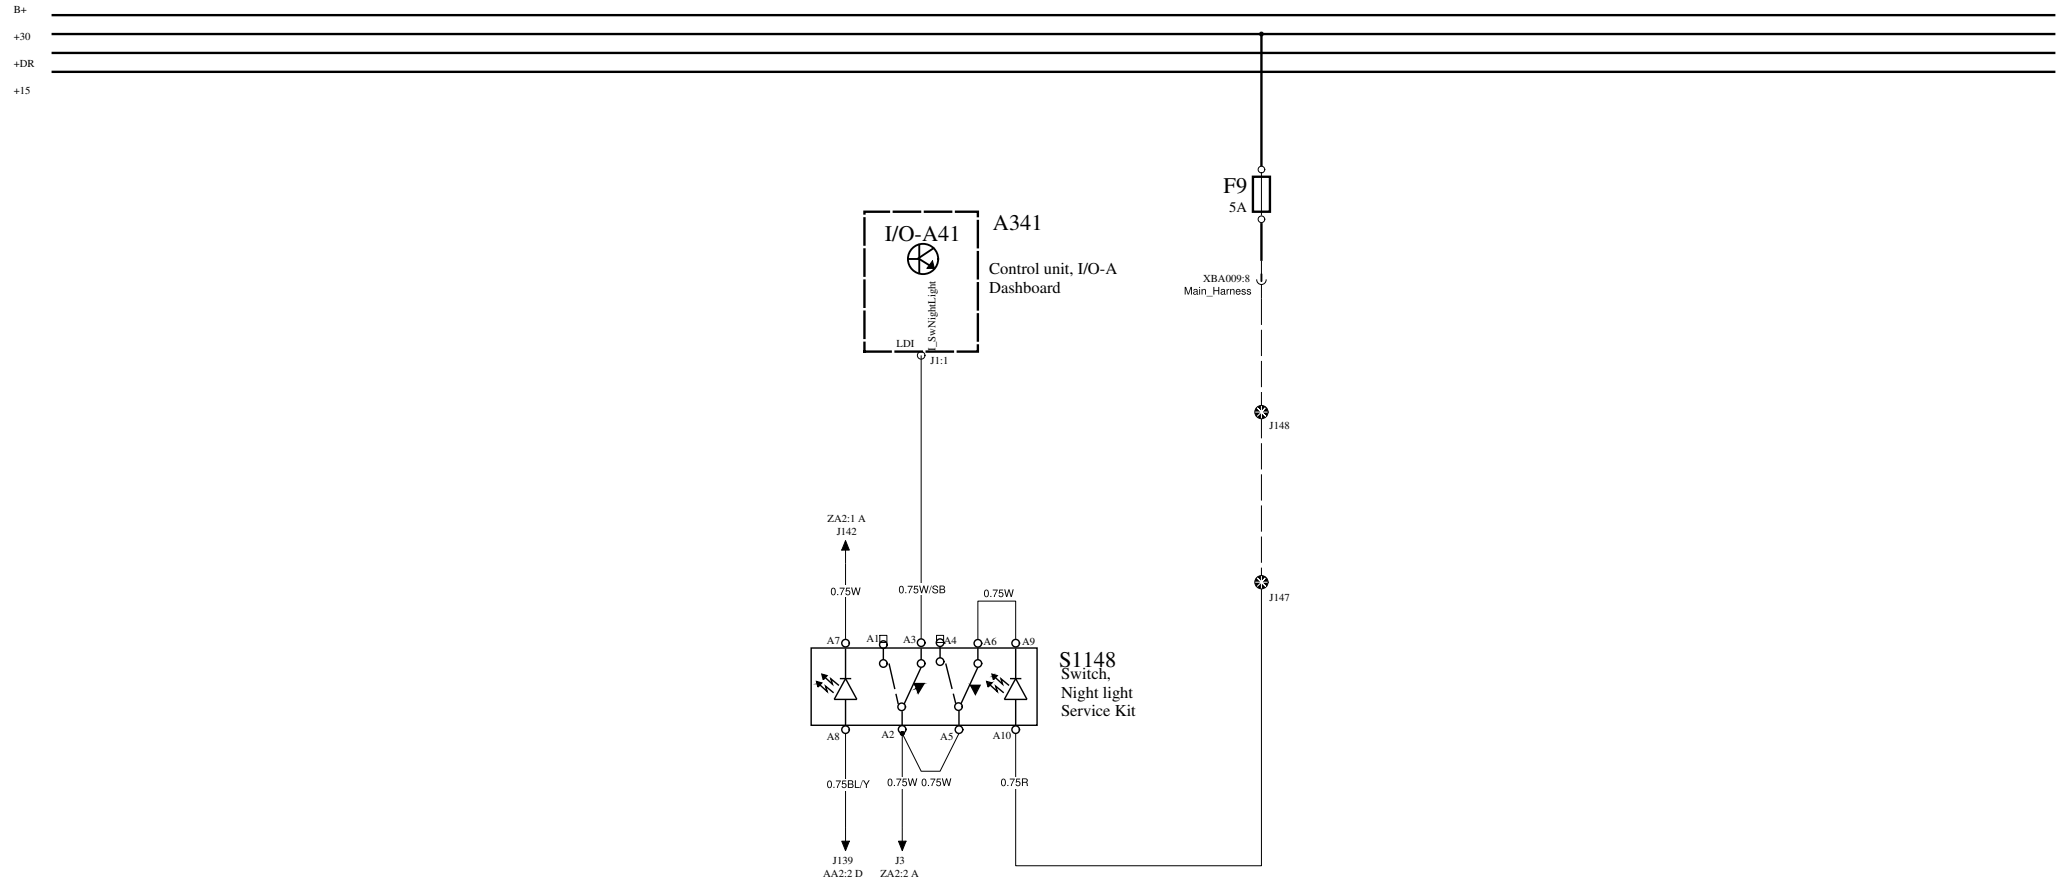 B+
+30
+DR
+15
F9
5A
I/O-A41
A341
Control unit, I/O-A
Dashboard
I_SwNightLight
LDI
J1:1
XBA009:8
Main_Harness
J148
ZA2:1 A
J142
J147
0.75W
0.75W/SB
0.75W
A7
A1
A3
A4
A6
A9
S1148
Switch,
Night light
Service Kit
A8
A2
A5
A10
0.75BL/Y
0.75W
0.75W
0.75R
J139
AA2:2 D
J3
ZA2:2 A